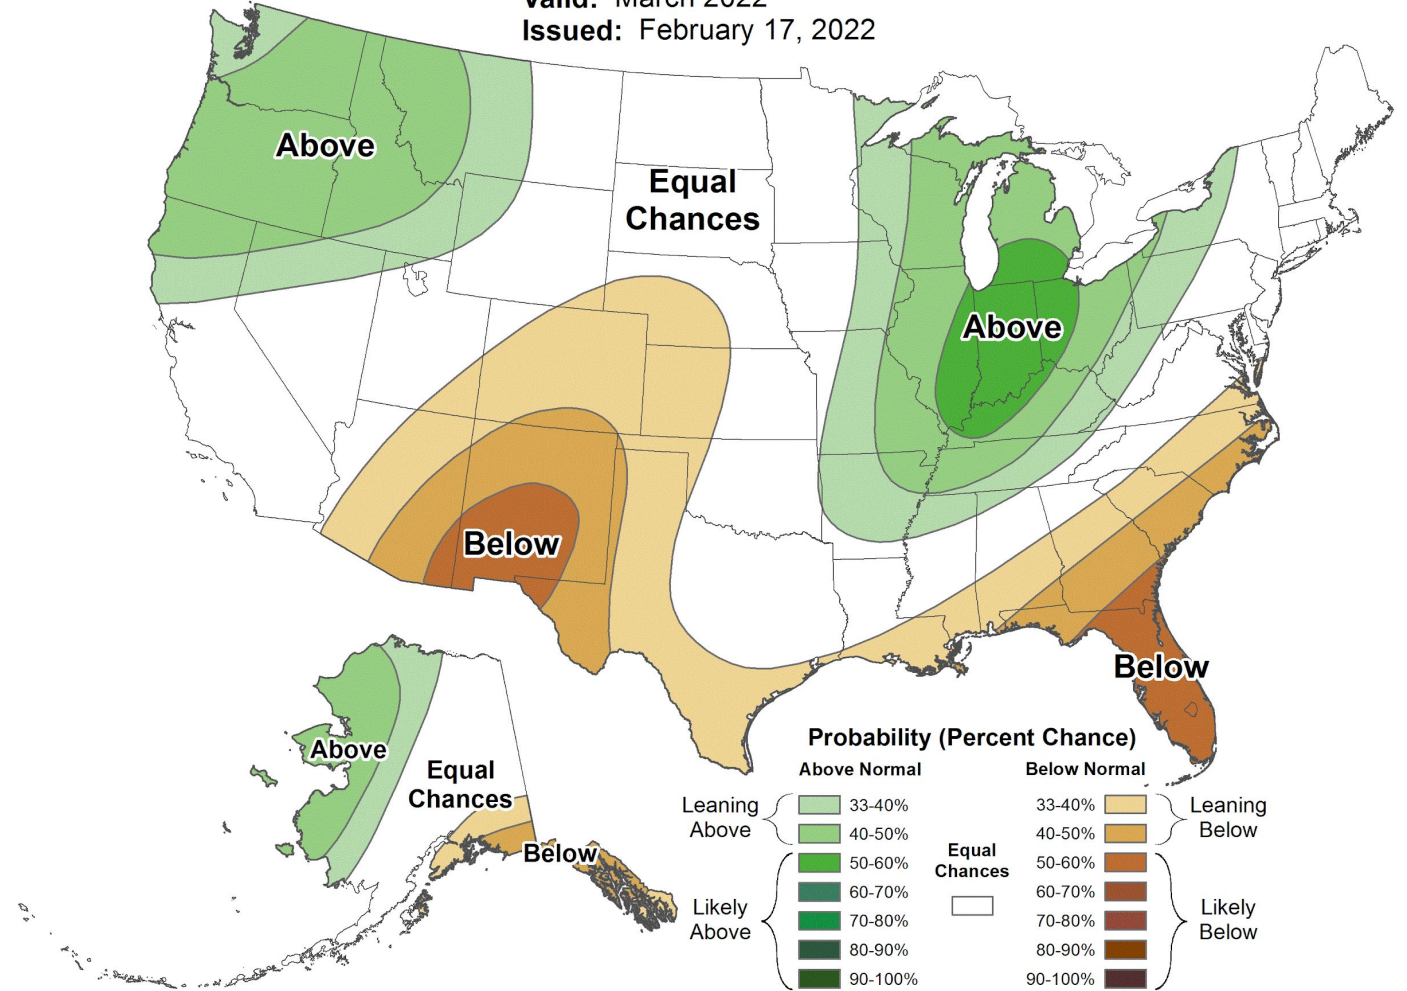 Valid: March 2022
Issued: February 17, 2022
Above
Equal
Chances
Above
Below
Below
Above
Equal
Chances
Below
Probability (Percent Chance)
Above Normal
Below Normal
Leaning
Above
33-40%
40-50%
Likely
Above
50-60%
60-70%
70-80%
80-90%
90-100%
Equal
Chances
33-40%
40-50%
Leaning
Below
50-60%
60-70%
70-80%
80-90%
90-100%
Likely
Below